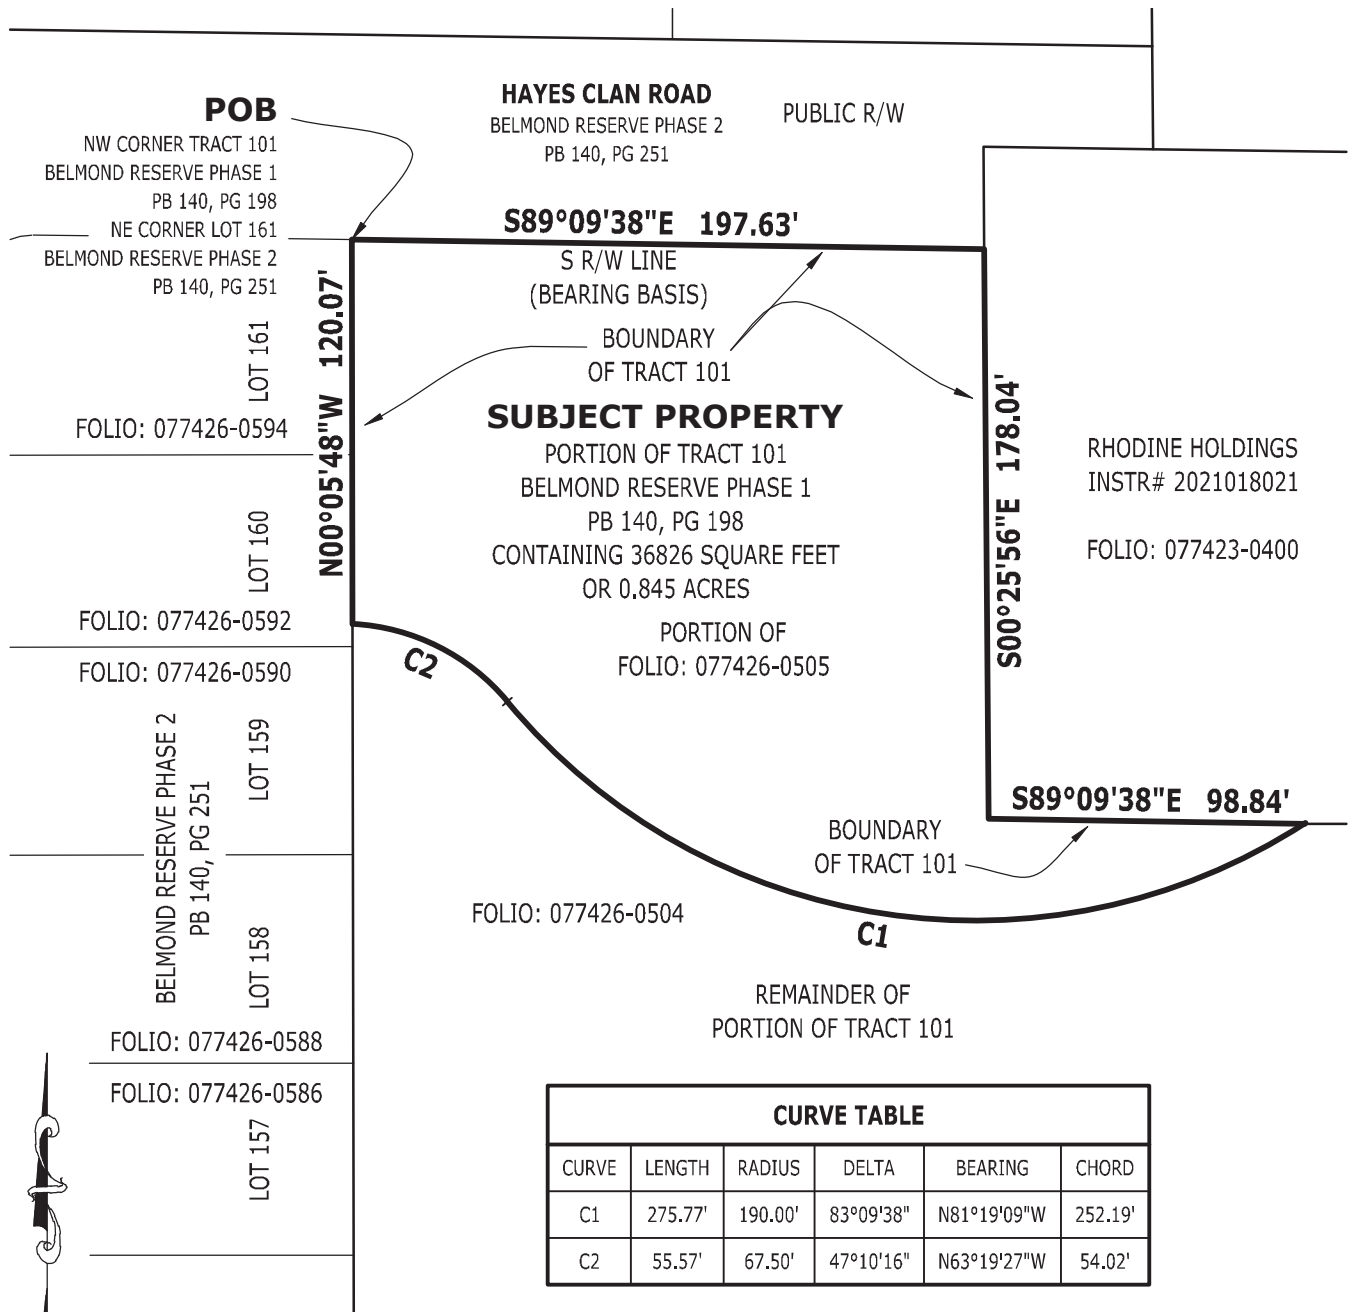 POB
NW CORNER TRACT 101
BELMOND RESERVE PHASE 1
PB 140, PG 198
NE CORNER LOT 161
BELMOND RESERVE PHASE 2
PB 140, PG 251
HAYES CLAN ROAD
BELMOND RESERVE PHASE 2
PB 140, PG 251
PUBLIC R/W
S89°09'38"E 197.63'
S R/W LINE
(BEARING BASIS)
BOUNDARY
OF TRACT 101
N00°05'48"W 120.07'
SUBJECT PROPERTY
PORTION OF TRACT 101
BELMOND RESERVE PHASE 1
PB 140, PG 198
CONTAINING 36826 SQUARE FEET
OR 0.845 ACRES
PORTION OF
FOLIO: 077426-0505
S00°25'56"E 178.04'
RHODINE HOLDINGS
INSTR# 2021018021
FOLIO: 077423-0400
LOT 161
FOLIO: 077426-0594
LOT 160
FOLIO: 077426-0592
FOLIO: 077426-0590
LOT 159
BELMOND RESERVE PHASE 2
PB 140, PG 251
LOT 158
FOLIO: 077426-0588
FOLIO: 077426-0586
LOT 157
C2
S89°09'38"E 98.84'
BOUNDARY
OF TRACT 101
FOLIO: 077426-0504
C1
REMAINDER OF
PORTION OF TRACT 101
CURVE TABLE
CURVE LENGTH RADIUS DELTA BEARING CHORD
C1 275.77' 190.00' 83°09'38" N81°19'09"W 252.19'
C2 55.57' 67.50' 47°10'16" N63°19'27"W 54.02'